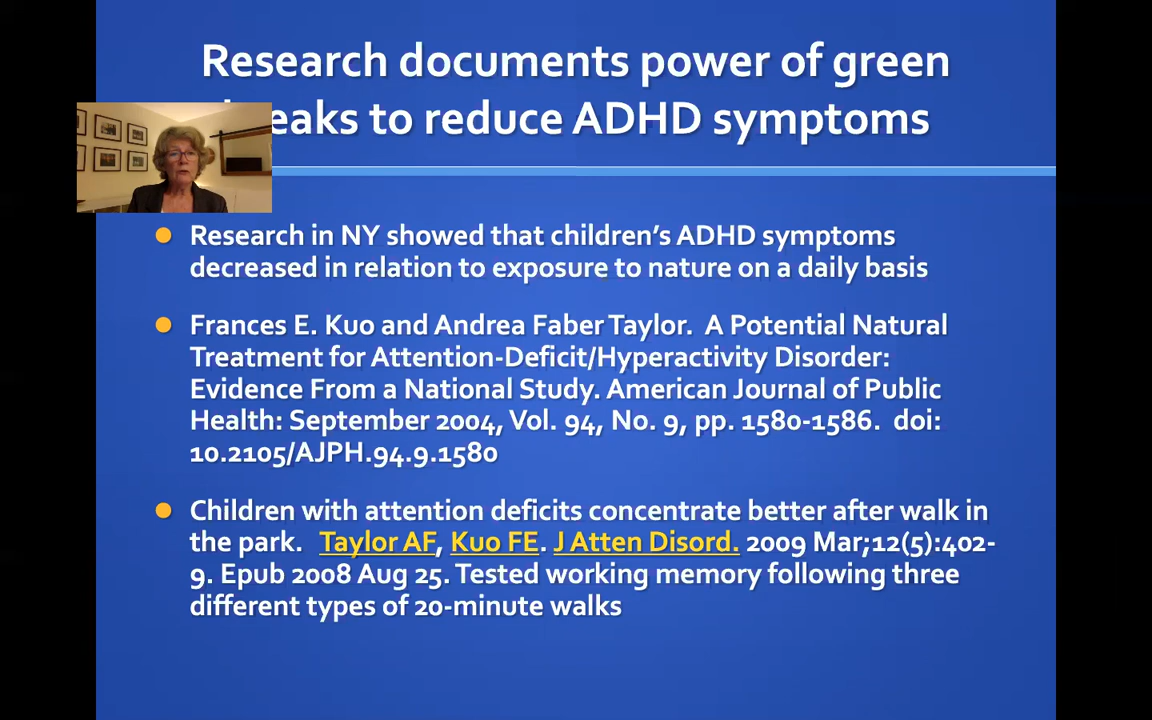 Research documents power of green
eaks to reduce ADHD symptoms
Research in NY showed that children’s ADHD symptoms
decreased in relation to exposure to nature on a daily basis
Frances E. Kuo and Andrea Faber Taylor. A Potential Natural
Treatment for Attention-Deficit/Hyperactivity Disorder:
Evidence From a National Study. American Journal of Public
Health: September 2004, Vol. 94, No. 9, pp. 1580-1586. doi:
10.2105/AJPH.94.9.1580
Children with attention deficits concentrate better after walk in
the park. Taylor AF, Kuo FE. J Atten Disord. 2009 Mar;12(5):402-
9. Epub 2008 Aug 25. Tested working memory following three
different types of 20-minute walks